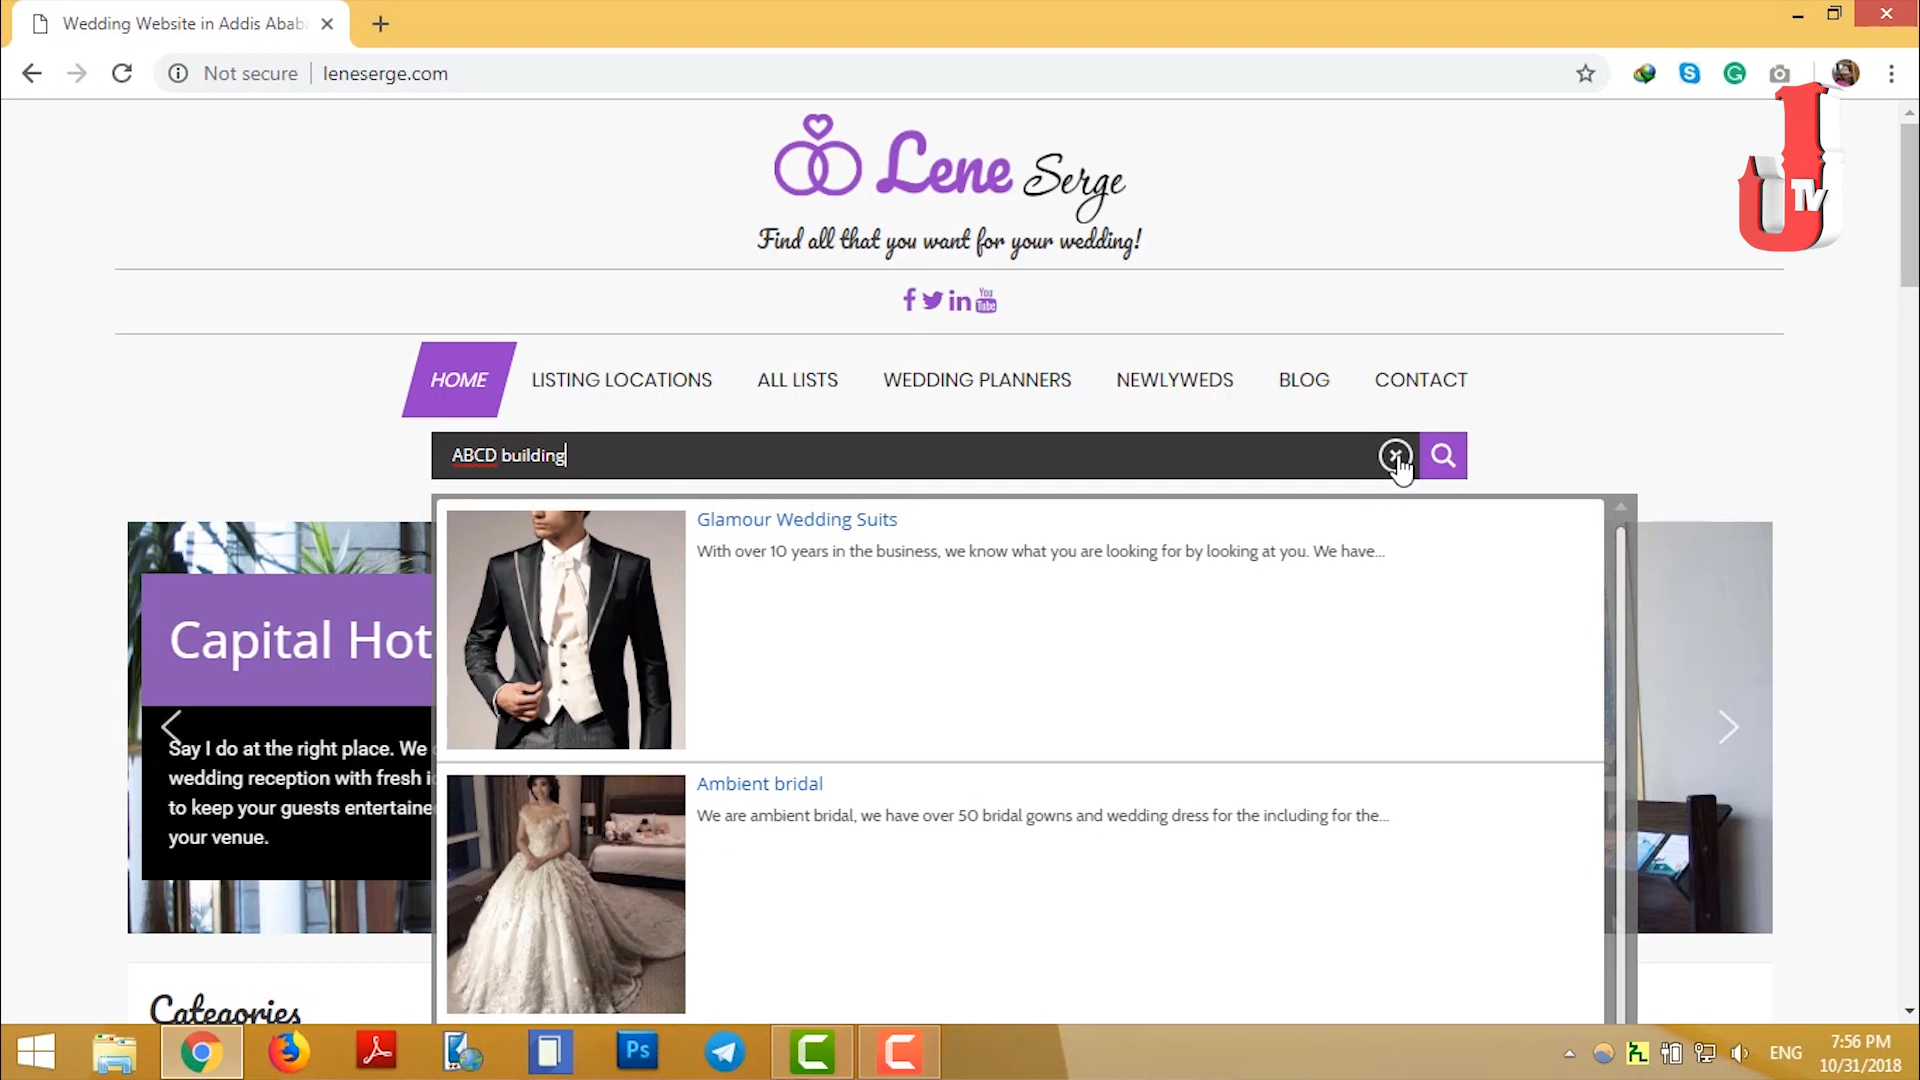 Wedding Website in Addis Abab
Not secure
leneserge.com
Lene Serge
Find all that you want for your wedding!
You
Tube
HOME
LISTING LOCATIONS
ALL LISTS
WEDDING PLANNERS
NEWLYWEDS
BLOG
CONTACT
ABCD building
Glamour Wedding Suits
With over 10 years in the business, we know what you are looking for by looking at you. We have...
Capital Hot
Say I do at the right place. We
wedding reception with fresh i
to keep your guests entertaine
your venue.
Ambient bridal
We are ambient bridal, we have over 50 bridal gowns and wedding dress for the including for the...
Categories
J TV
Ps
ENG
7:56 PM
10/31/2018